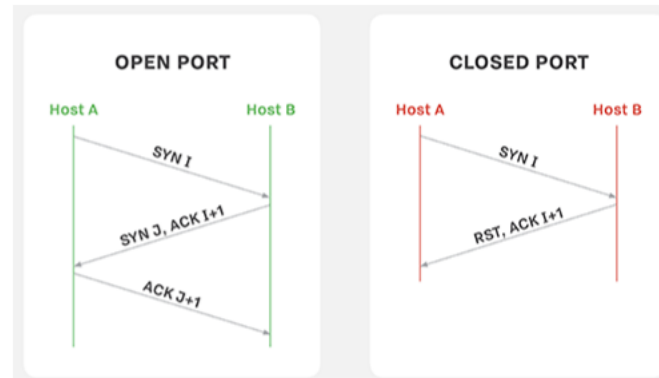 OPEN PORT
Host A
Host B
SYN I
SYN J, ACK I+1
ACK J+1
CLOSED PORT
Host A
Host B
SYN I
RST, ACK I+1